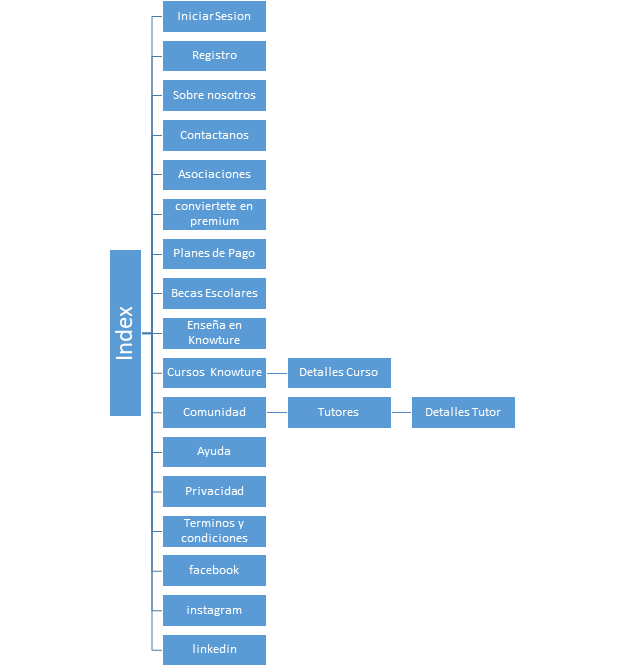 IniciarSesion
Registro
Sobre nosotros
Contactanos
Asociaciones
conviertete en
premium
Planes de Pago
Becas Escolares
Index
Enseña en
Knowture
Cursos Knowture
Detalles Curso
Comunidad
Tutores
Detalles Tutor
Ayuda
Privacidad
Terminos y
condiciones
facebook
instagram
linkedin